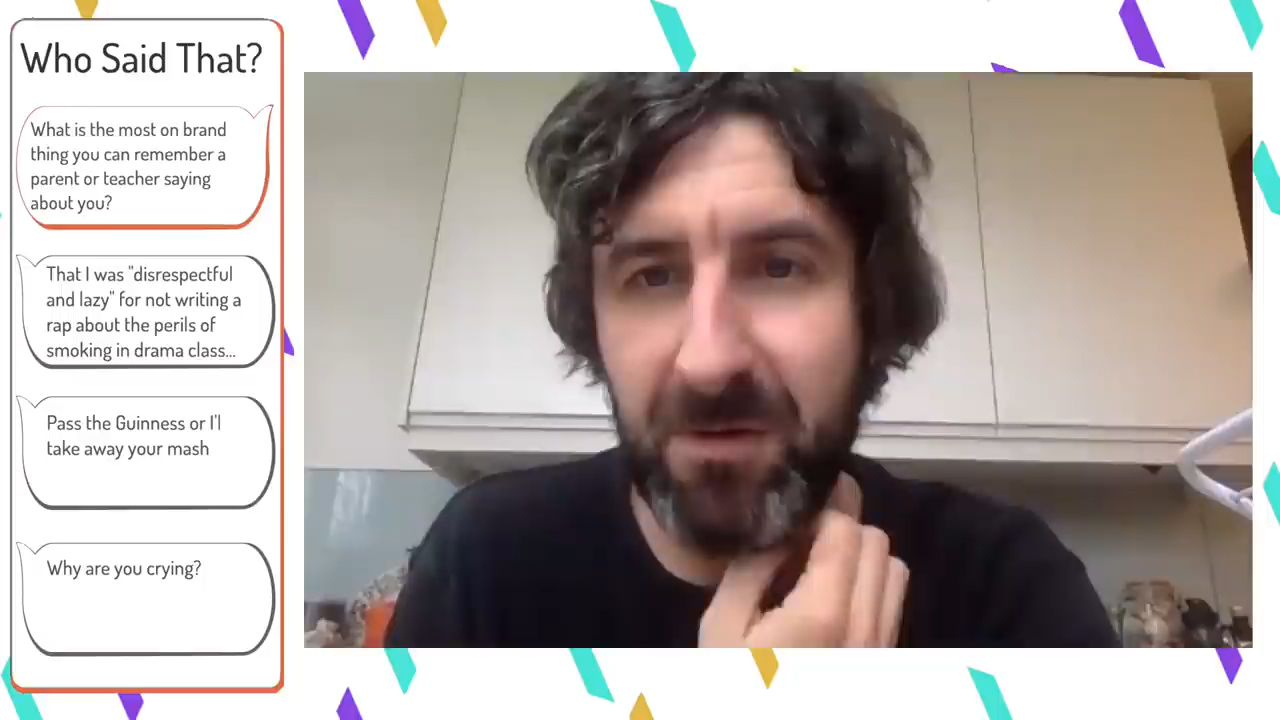 Who Said That?
What is the most on brand
thing you can remember a
parent or teacher saying
about you?
That I was "disrespectful
and lazy" for not writing a
rap about the perils of
smoking in drama class...
Pass the Guinness or I'l
take away your mash
Why are you crying?